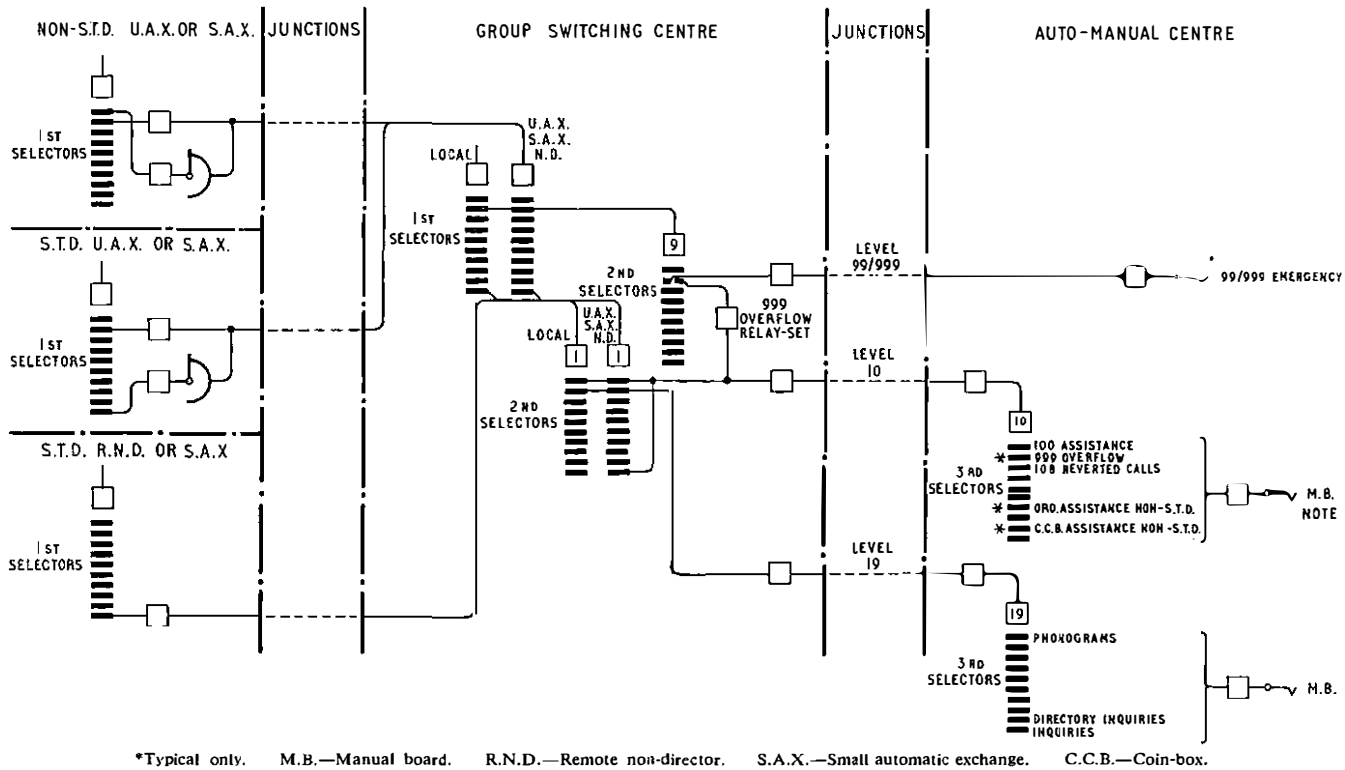 NON-S.T.D. U.A.X. OR S.A.X.
JUNCTIONS
GROUP SWITCHING CENTRE
JUNCTIONS
AUTO-MANUAL CENTRE
1ST
SELECTORS
S.T.D. U.A.X. OR S.A.X.
1ST
SELECTORS
S.T.D. R.N.D. OR S.A.X
1ST
SELECTORS
LOCAL
U.A.X.
S.A.X.
N.D.
1ST
SELECTORS
9
2ND
SELECTORS
999
OVERFLOW
RELAY-SET
LOCAL
U.A.X.
S.A.X.
N.D.
1
1
2ND
SELECTORS
LEVEL
99/999
99/999 EMERGENCY
LEVEL
10
10
3RD
SELECTORS
100 ASSISTANCE
* 999 OVERFLOW
108 REVERTED CALLS
* ORD. ASSISTANCE NON-S.T.D.
* C.C.B. ASSISTANCE NON-S.T.D.
M.B.
NOTE
LEVEL
19
19
3RD
SELECTORS
PHONOGRAMS
DIRECTORY INQUIRIES
INQUIRIES
M.B.
*Typical only. M.B.—Manual board. R.N.D.—Remote non-director. S.A.X.—Small automatic exchange. C.C.B.—Coin-box.